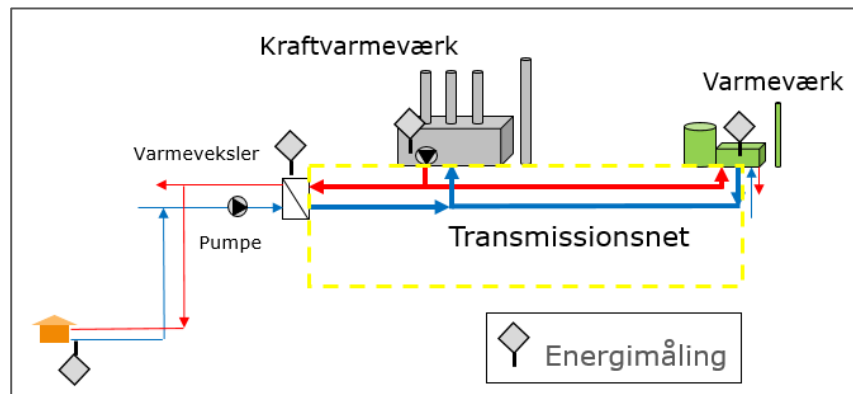 Kraftvarmeværk
Varmeværk
Varmeveksler
Pumpe
Transmissionsnet
Energimåling